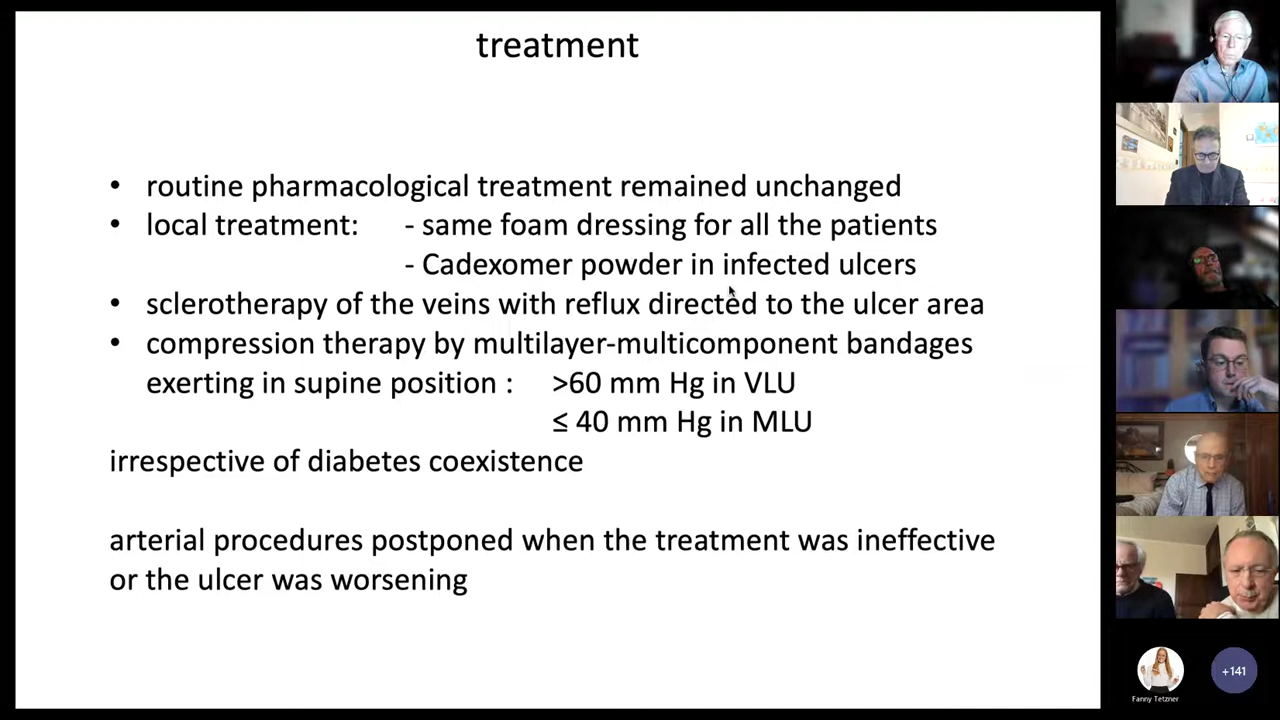 treatment
• routine pharmacological treatment remained unchanged
• local treatment: - same foam dressing for all the patients
- Cadexomer powder in infected ulcers
• sclerotherapy of the veins with reflux directed to the ulcer area
• compression therapy by multilayer-multicomponent bandages
exerting in supine position : >60 mm Hg in VLU
≤ 40 mm Hg in MLU
irrespective of diabetes coexistence
arterial procedures postponed when the treatment was ineffective
or the ulcer was worsening
Fanny Tetzner
+141